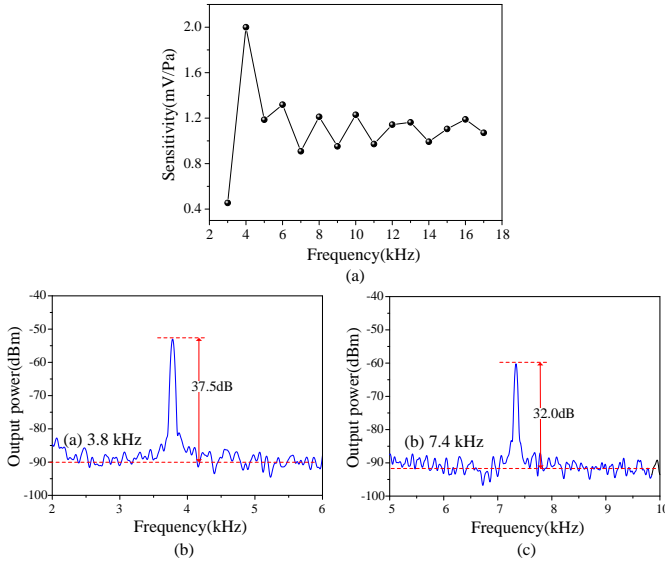 Sensitivity(mV/Pa)
2.0
1.6
1.2
0.8
0.4
2 4 6 8 10 12 14 16 18
Frequency(kHz)
(a)
Output power(dBm)
-40
-50
-60
-70
-80
-90
-100
37.5dB
(a) 3.8 kHz
2 3 4 5 6
Frequency(kHz)
(b)
Output power(dBm)
-40
-50
-60
-70
-80
-90
-100
32.0dB
(b) 7.4 kHz
5 6 7 8 9 10
Frequency(kHz)
(c)